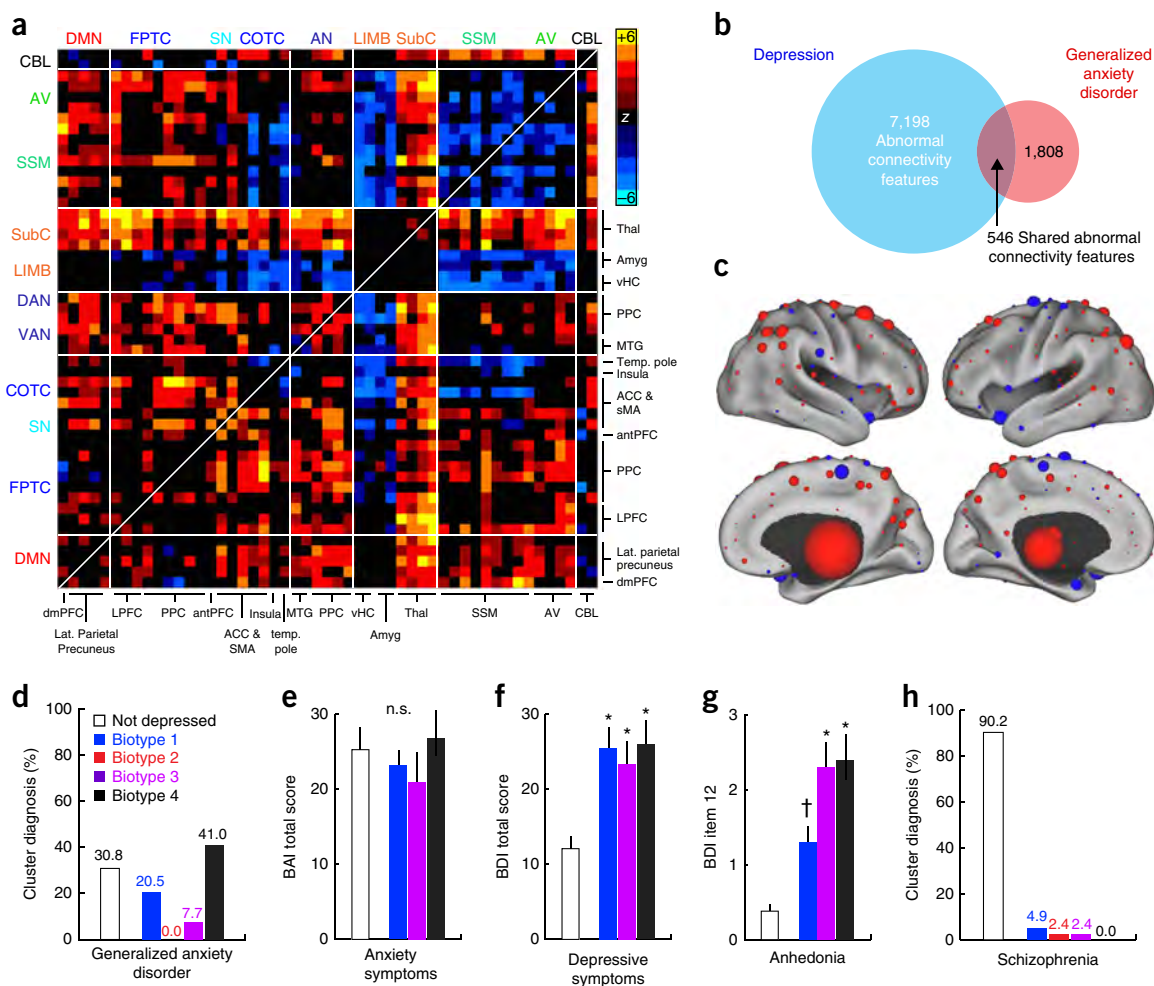 a
DMN FPTC SN COTC AN LIMB SubC SSM AV CBL
CBL
AV
SSM
SubC
LIMB
DAN
VAN
COTC
SN
FPTC
DMN
+6
z
−6
Thal
Amyg
vHC
PPC
MTG
Temp. pole
Insula
ACC &
sMA
antPFC
PPC
LPFC
Lat. parietal
precuneus
dmPFC
dmPFC LPFC PPC antPFC Insula MTG PPC vHC Thal SSM AV CBL
Lat. Parietal
Precuneus
ACC &
SMA
temp.
pole
Amyg
b
Depression
Generalized
anxiety
disorder
7,198
Abnormal
connectivity
features
1,808
546 Shared abnormal
connectivity features
c
d
Cluster diagnosis (%)
100
80
60
40
20
0
Not depressed
Biotype 1
Biotype 2
Biotype 3
Biotype 4
30.8
20.5
0.0
7.7
41.0
Generalized anxiety
disorder
e
BAI total score
30
20
10
0
n.s.
Anxiety
symptoms
f
BDI total score
30
20
10
0
* * *
Depressive
symptoms
g
BDI item 12
3
2
1
0
† * *
Anhedonia
h
Cluster diagnosis (%)
100
80
60
40
20
0
90.2
4.9
2.4
2.4
0.0
Schizophrenia